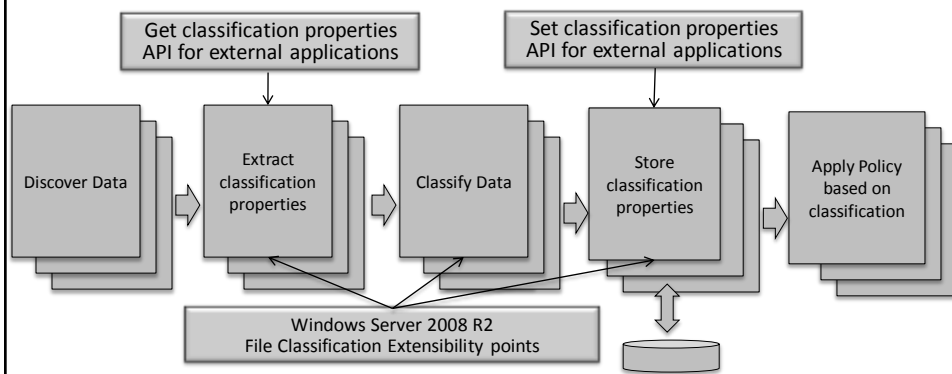 Get classification properties
API for external applications
Set classification properties
API for external applications
Discover Data
Extract
classification
properties
Classify Data
Store
classification
properties
Apply Policy
based on
classification
Windows Server 2008 R2
File Classification Extensibility points